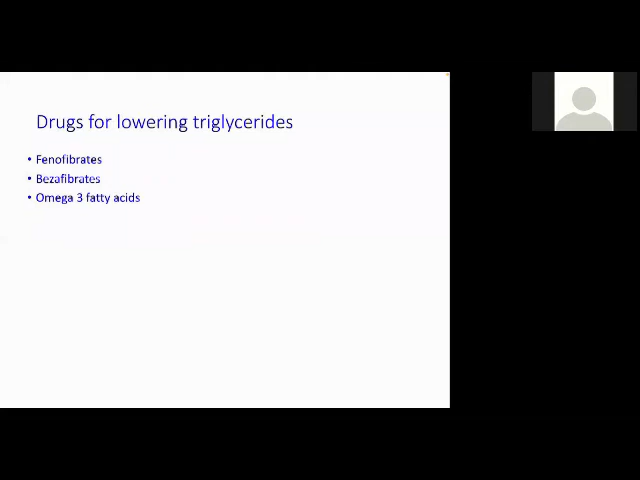 Drugs for lowering triglycerides
• Fenofibrates
• Bezafibrates
• Omega 3 fatty acids